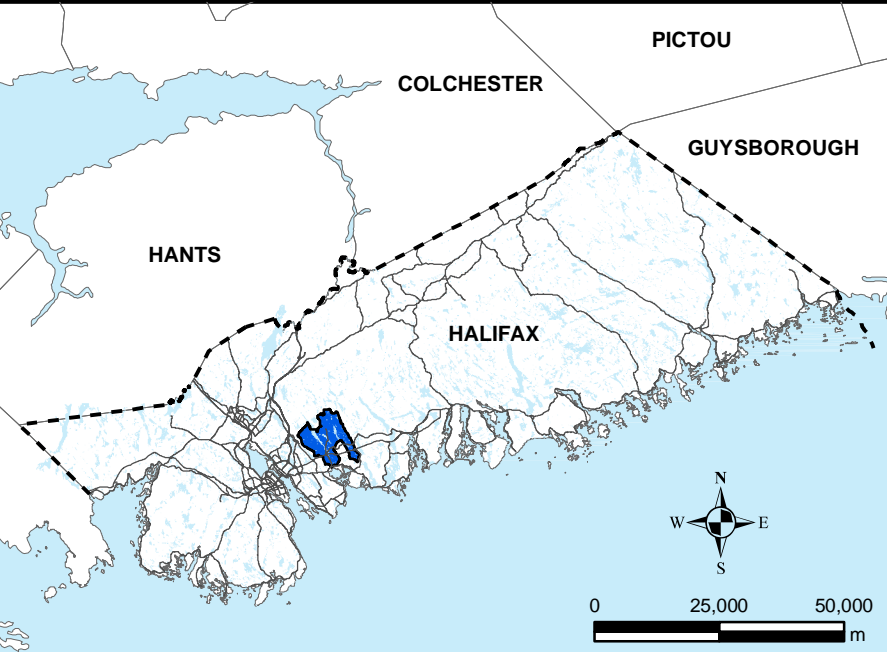 PICTOU
COLCHESTER
GUYSBOROUGH
HANTS
HALIFAX
N
W E
S
0 25,000 50,000
m